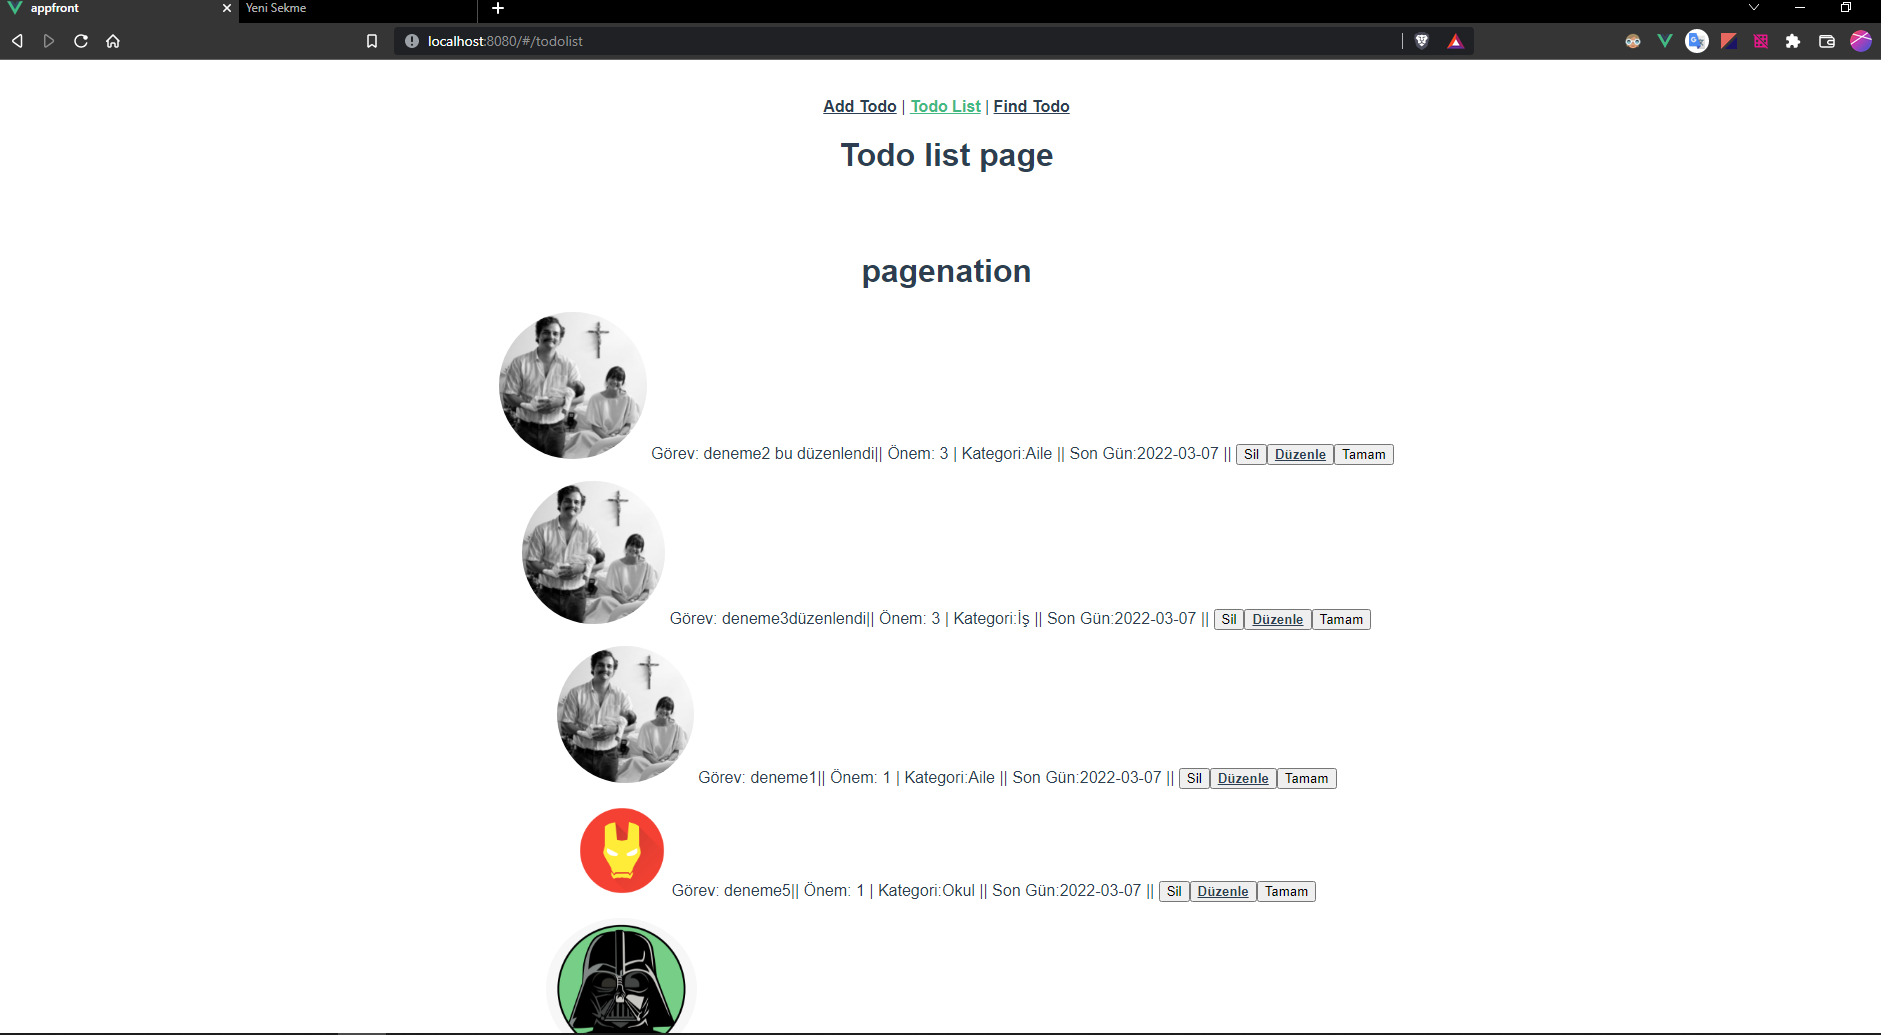 appfront
Yeni Sekme
localhost:8080/#/todolist
Add Todo | Todo List | Find Todo
Todo list page
pagenation
Görev: deneme2 bu düzenlendi|| Önem: 3 | Kategori:Aile || Son Gün:2022-03-07 || Sil Düzenle Tamam
Görev: deneme3düzenlendi|| Önem: 3 | Kategori:İş || Son Gün:2022-03-07 || Sil Düzenle Tamam
Görev: deneme1|| Önem: 1 | Kategori:Aile || Son Gün:2022-03-07 || Sil Düzenle Tamam
Görev: deneme5|| Önem: 1 | Kategori:Okul || Son Gün:2022-03-07 || Sil Düzenle Tamam